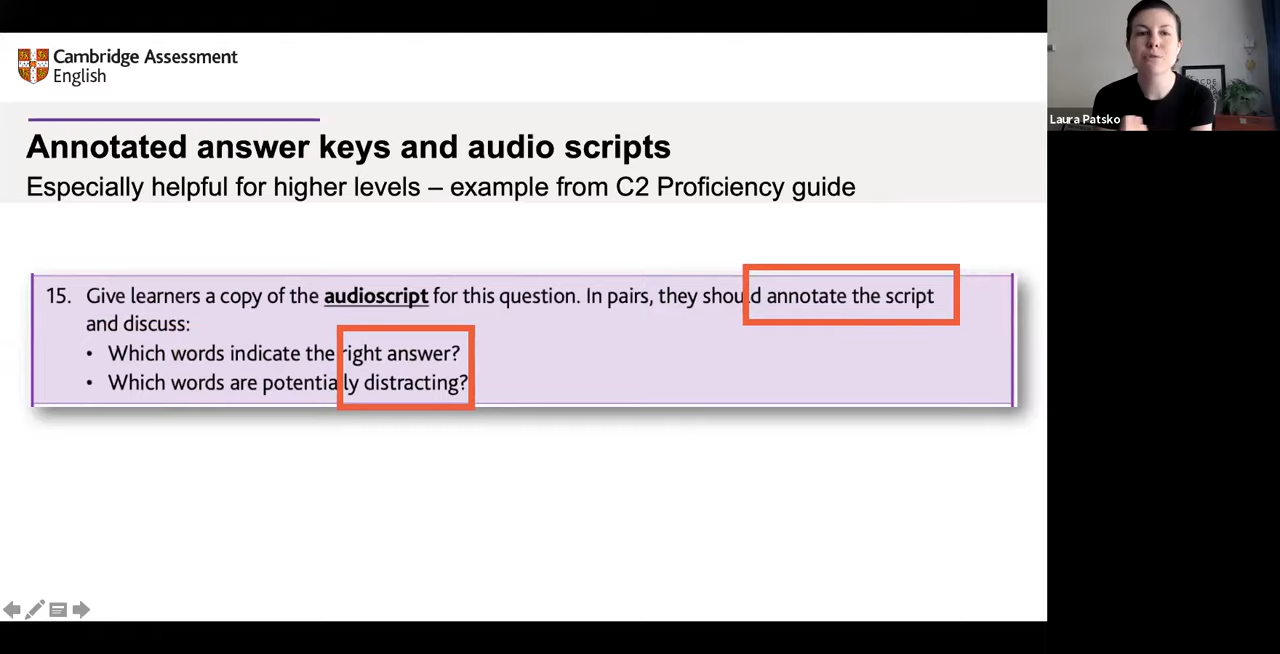 Cambridge Assessment
English
Annotated answer keys and audio scripts
Especially helpful for higher levels – example from C2 Proficiency guide
15. Give learners a copy of the audioscript for this question. In pairs, they should annotate the script
and discuss:
• Which words indicate the right answer?
• Which words are potentially distracting?
Laura Patsko